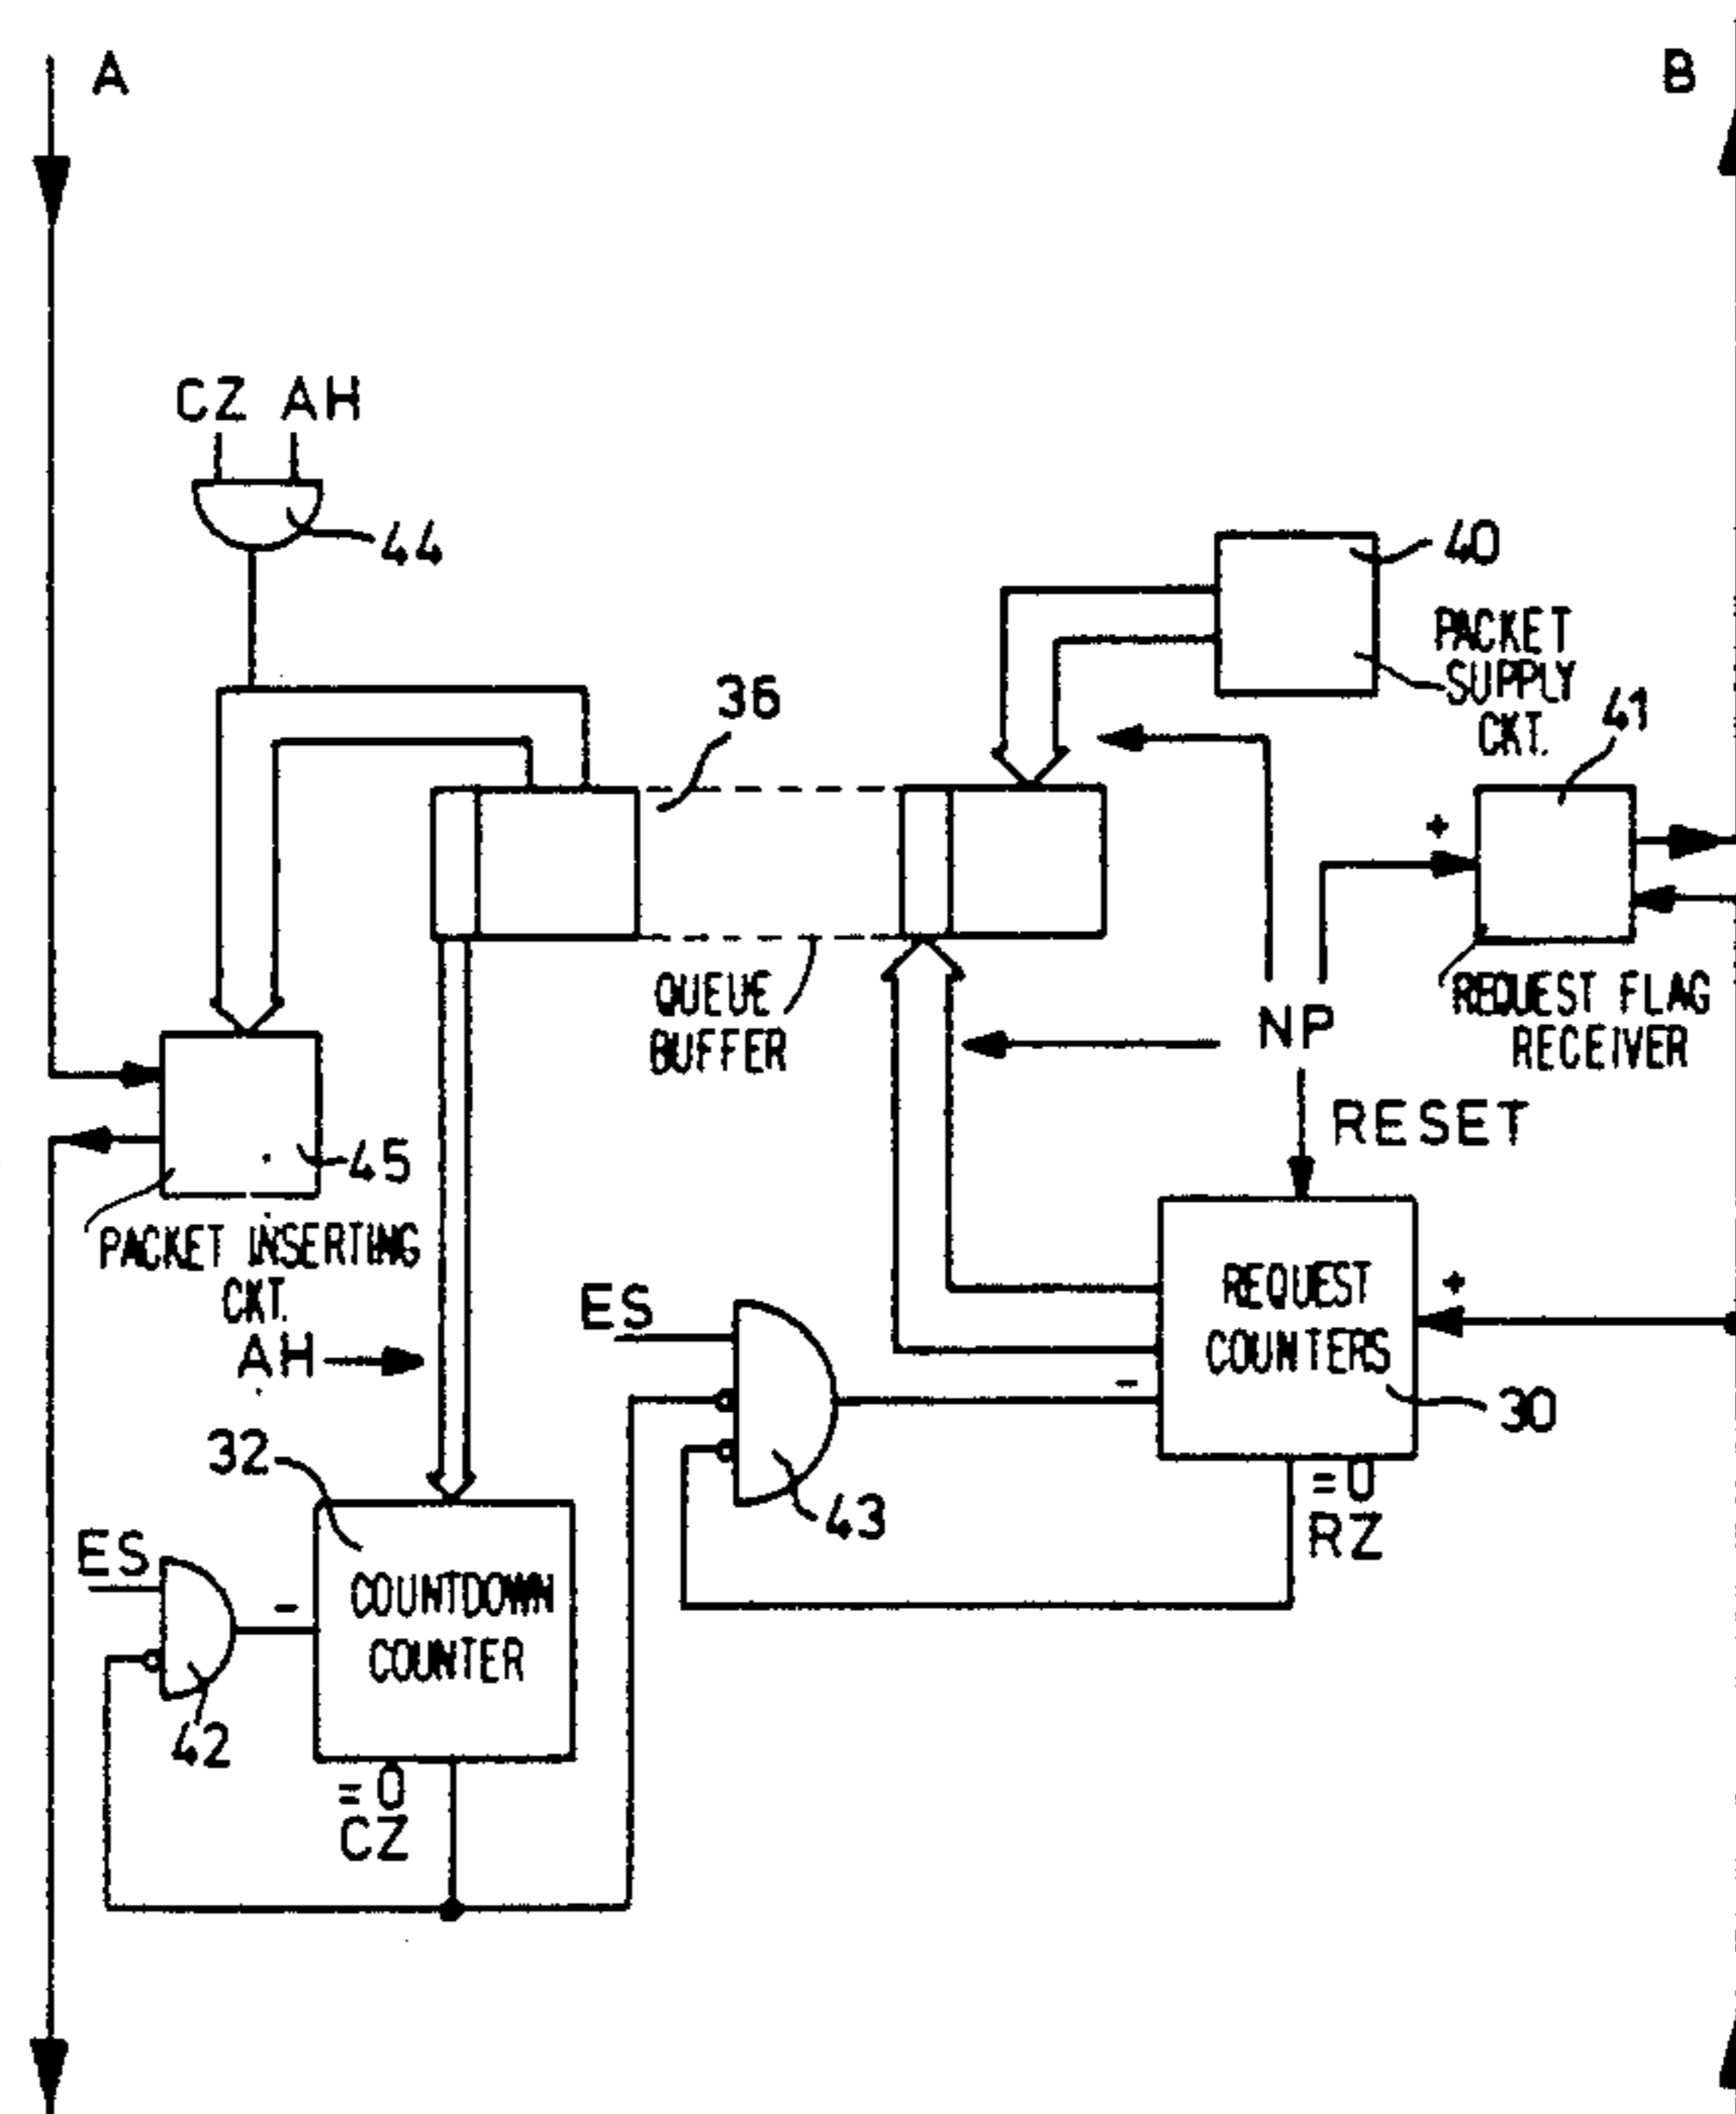 A
B
CZ AH
44
40
PACKET
SUPPLY
CKT.
36
41
+
QUEUE
BUFFER
NP
REQUEST FLAG
RECEIVER
RESET
45
PACKET INSERTING
CKT.
AH
ES
REQUEST
COUNTERS
+
-
30
32
43
=0
RZ
ES
-
COUNTDOWN
COUNTER
42
=0
CZ